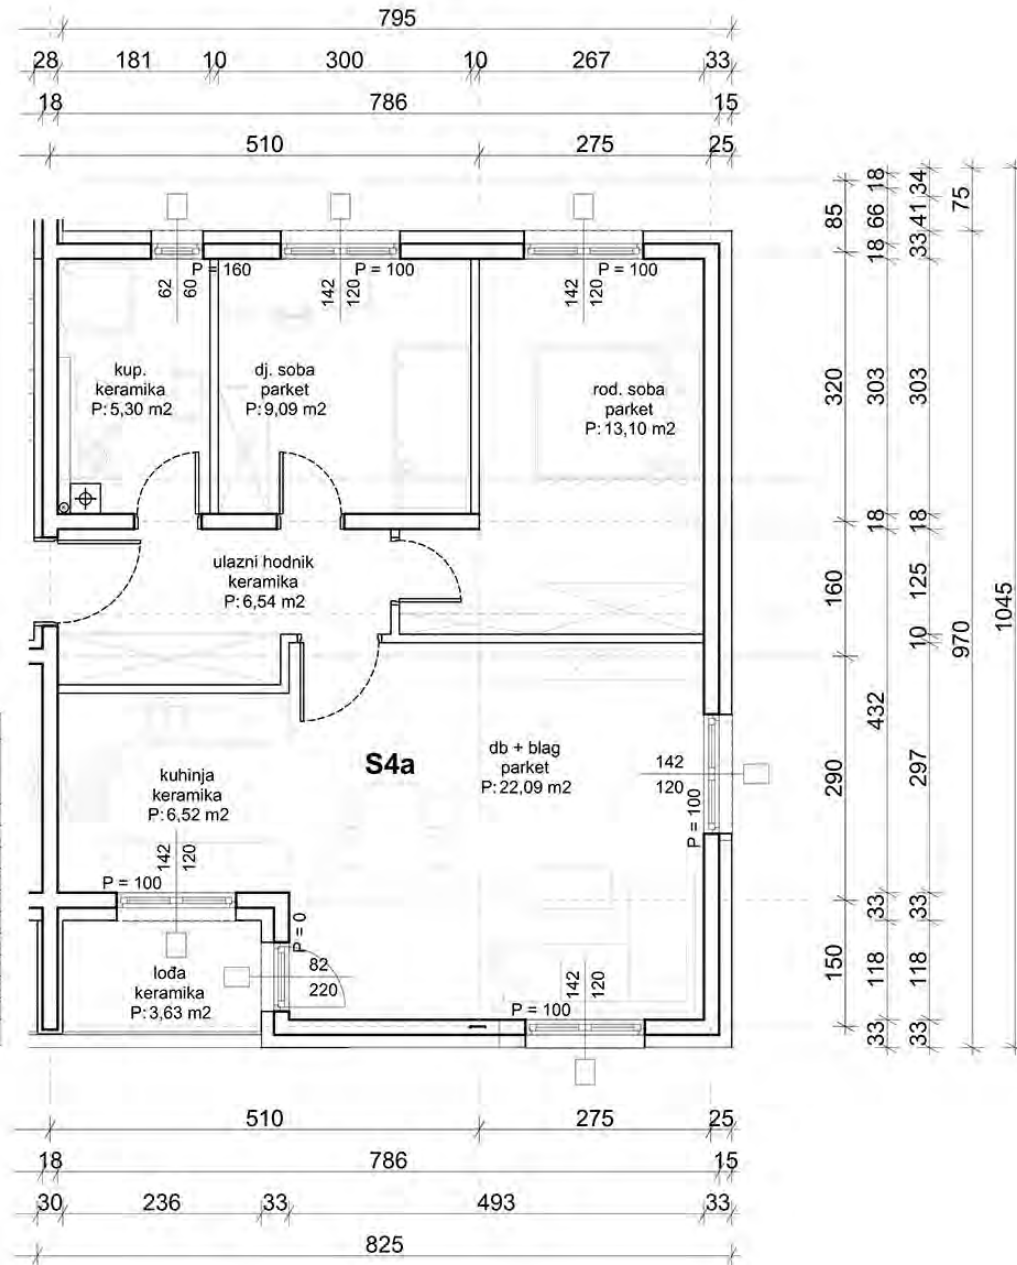 795
28 181 10 300 10 267 33
18 786 15
510 275 25
P = 160
62
60
P = 100
142
120
P = 100
142
120
kup.
keramika
P: 5,30 m2
dj. soba
parket
P: 9,09 m2
rod. soba
parket
P: 13,10 m2
ulazni hodnik
keramika
P: 6,54 m2
S4a
db + blag
parket
P: 22,09 m2
142
120
P = 100
kuhinja
keramika
P: 6,52 m2
142
120
P = 100
P = 0
82
220
lođa
keramika
P: 3,63 m2
142
120
P = 100
85 320 160 290 150
18 66 18 303 18 432 33 118 33
34 41 33 303 18 125 10 297 33 118 33
75 970
1045
510 275 25
18 786 15
30 236 33 493 33
825